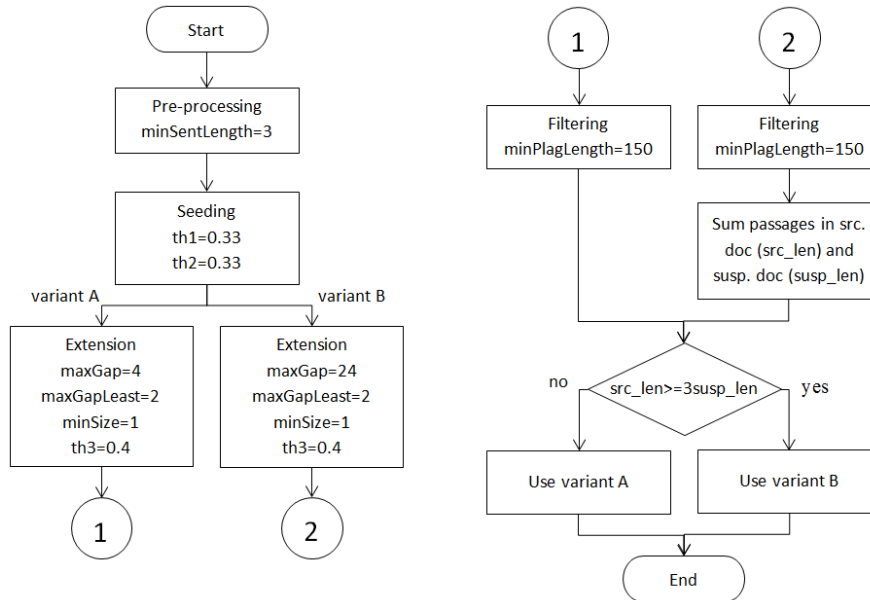 Start
Pre-processing
minSentLength=3
Seeding
th1=0.33
th2=0.33
variant A
variant B
Extension
maxGap=4
maxGapLeast=2
minSize=1
th3=0.4
Extension
maxGap=24
maxGapLeast=2
minSize=1
th3=0.4
1
2
1
2
Filtering
minPlagLength=150
Filtering
minPlagLength=150
Sum passages in src.
doc (src_len) and
susp. doc (susp_len)
no
src_len>=3susp_len
yes
Use variant A
Use variant B
End